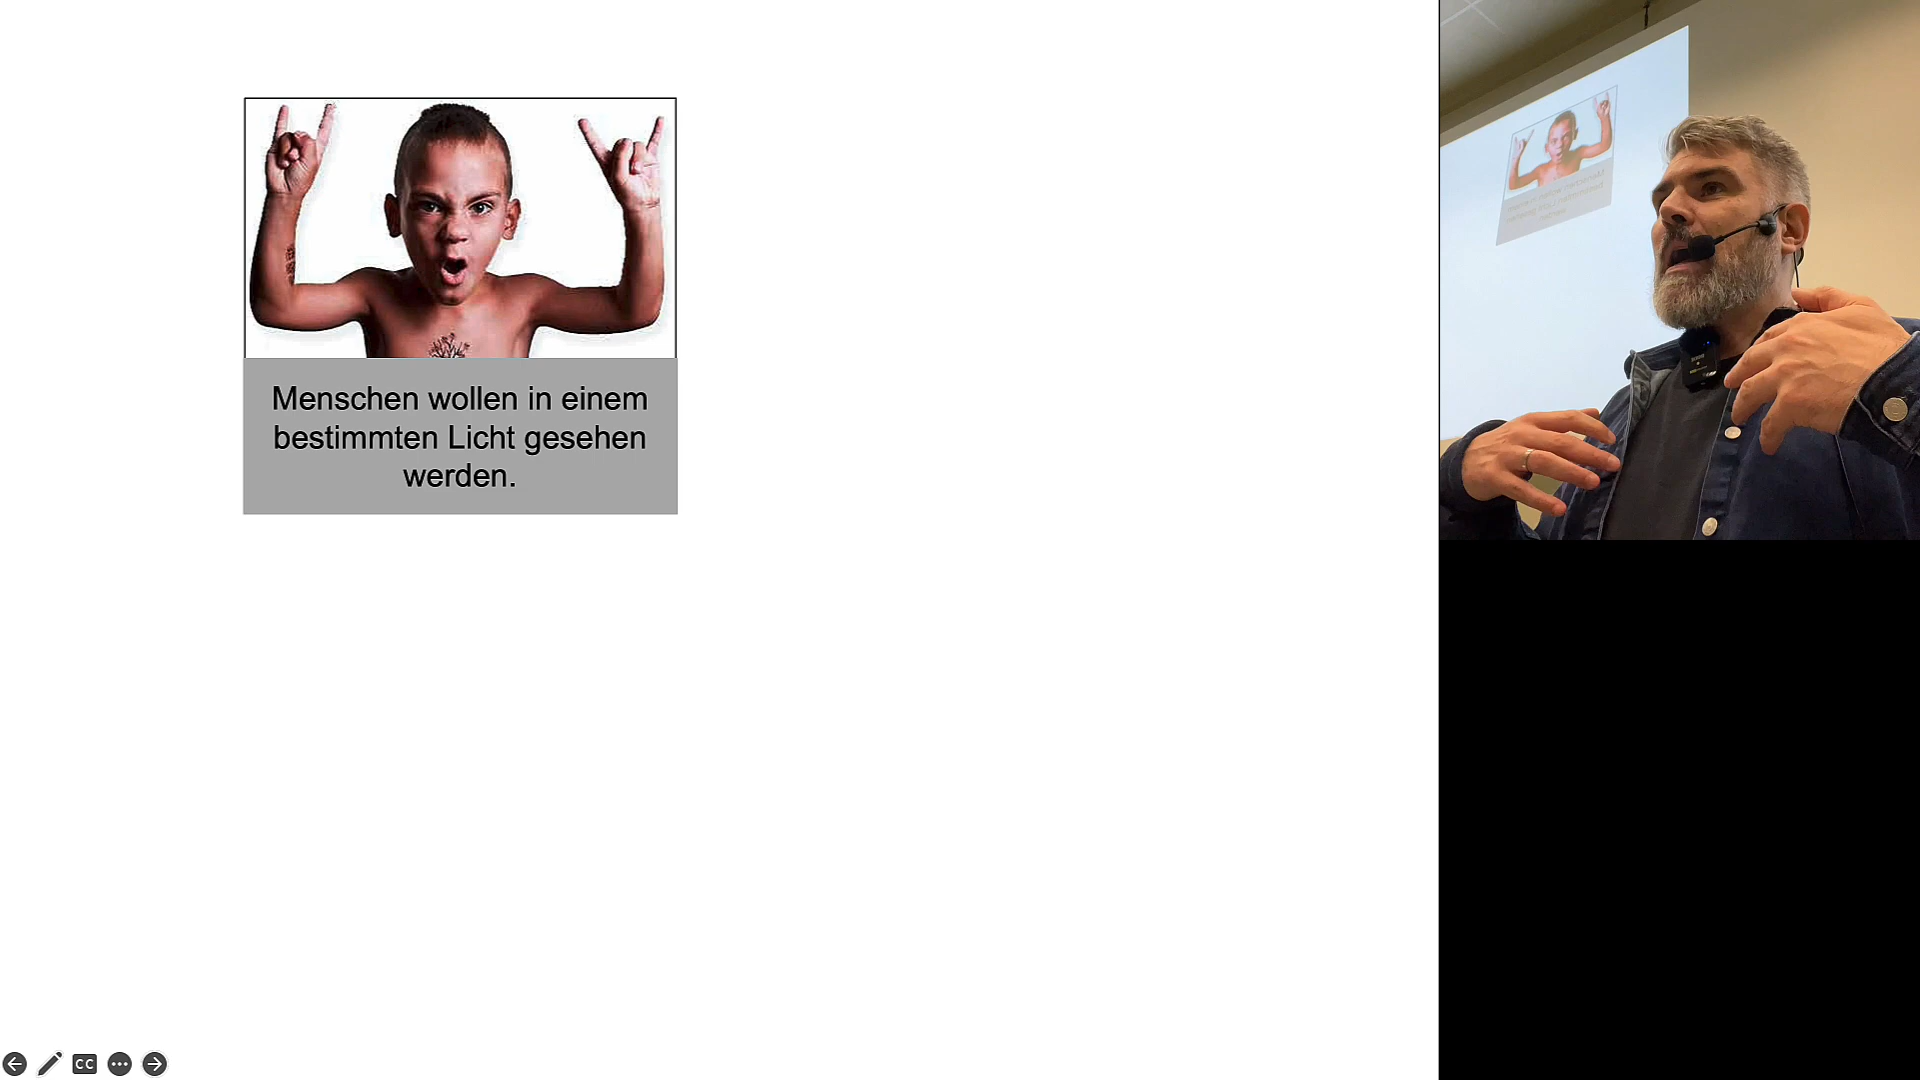 Menschen wollen in einem
bestimmten Licht gesehen
werden.
CC